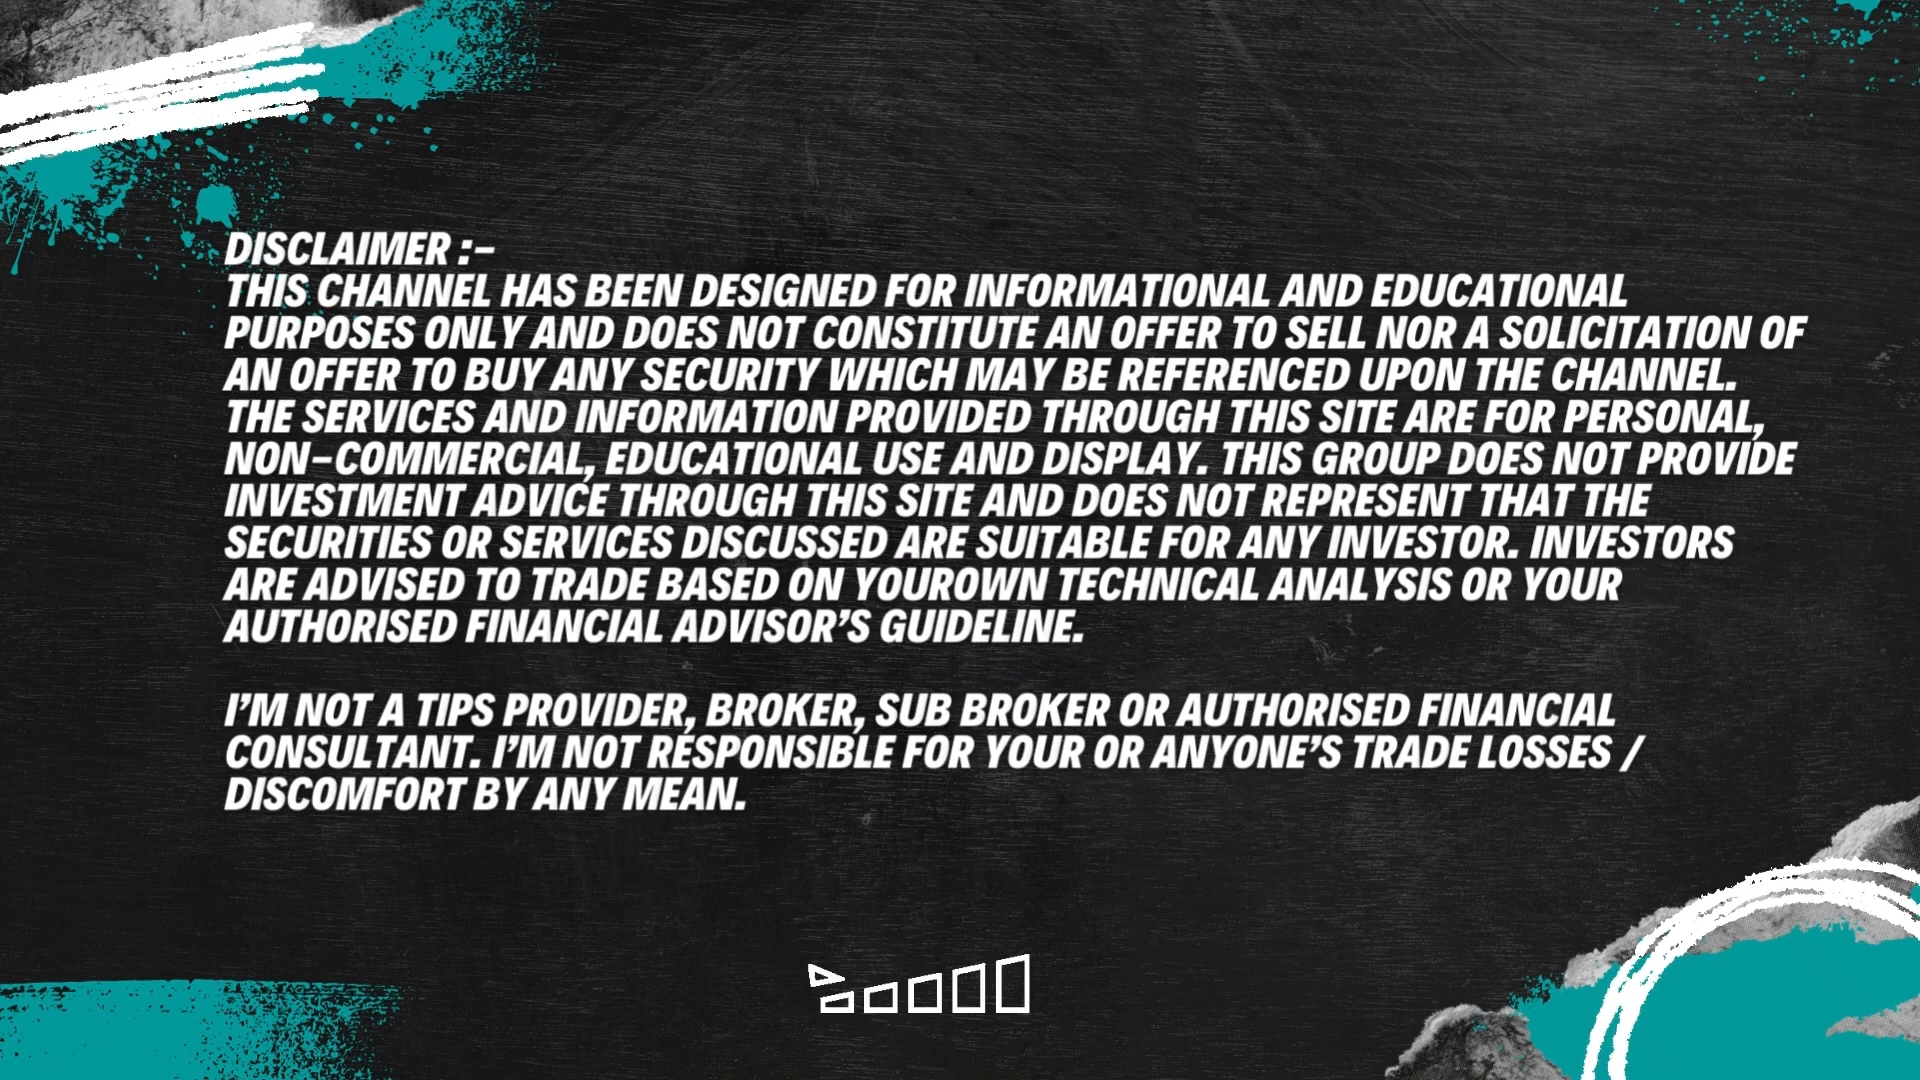 DISCLAIMER :-
THIS CHANNEL HAS BEEN DESIGNED FOR INFORMATIONAL AND EDUCATIONAL
PURPOSES ONLY AND DOES NOT CONSTITUTE AN OFFER TO SELL NOR A SOLICITATION OF
AN OFFER TO BUY ANY SECURITY WHICH MAY BE REFERENCED UPON THE CHANNEL.
THE SERVICES AND INFORMATION PROVIDED THROUGH THIS SITE ARE FOR PERSONAL,
NON-COMMERCIAL, EDUCATIONAL USE AND DISPLAY. THIS GROUP DOES NOT PROVIDE
INVESTMENT ADVICE THROUGH THIS SITE AND DOES NOT REPRESENT THAT THE
SECURITIES OR SERVICES DISCUSSED ARE SUITABLE FOR ANY INVESTOR. INVESTORS
ARE ADVISED TO TRADE BASED ON YOUROWN TECHNICAL ANALYSIS OR YOUR
AUTHORISED FINANCIAL ADVISOR'S GUIDELINE.
I'M NOT A TIPS PROVIDER, BROKER, SUB BROKER OR AUTHORISED FINANCIAL
CONSULTANT. I'M NOT RESPONSIBLE FOR YOUR OR ANYONE'S TRADE LOSSES /
DISCOMFORT BY ANY MEAN.